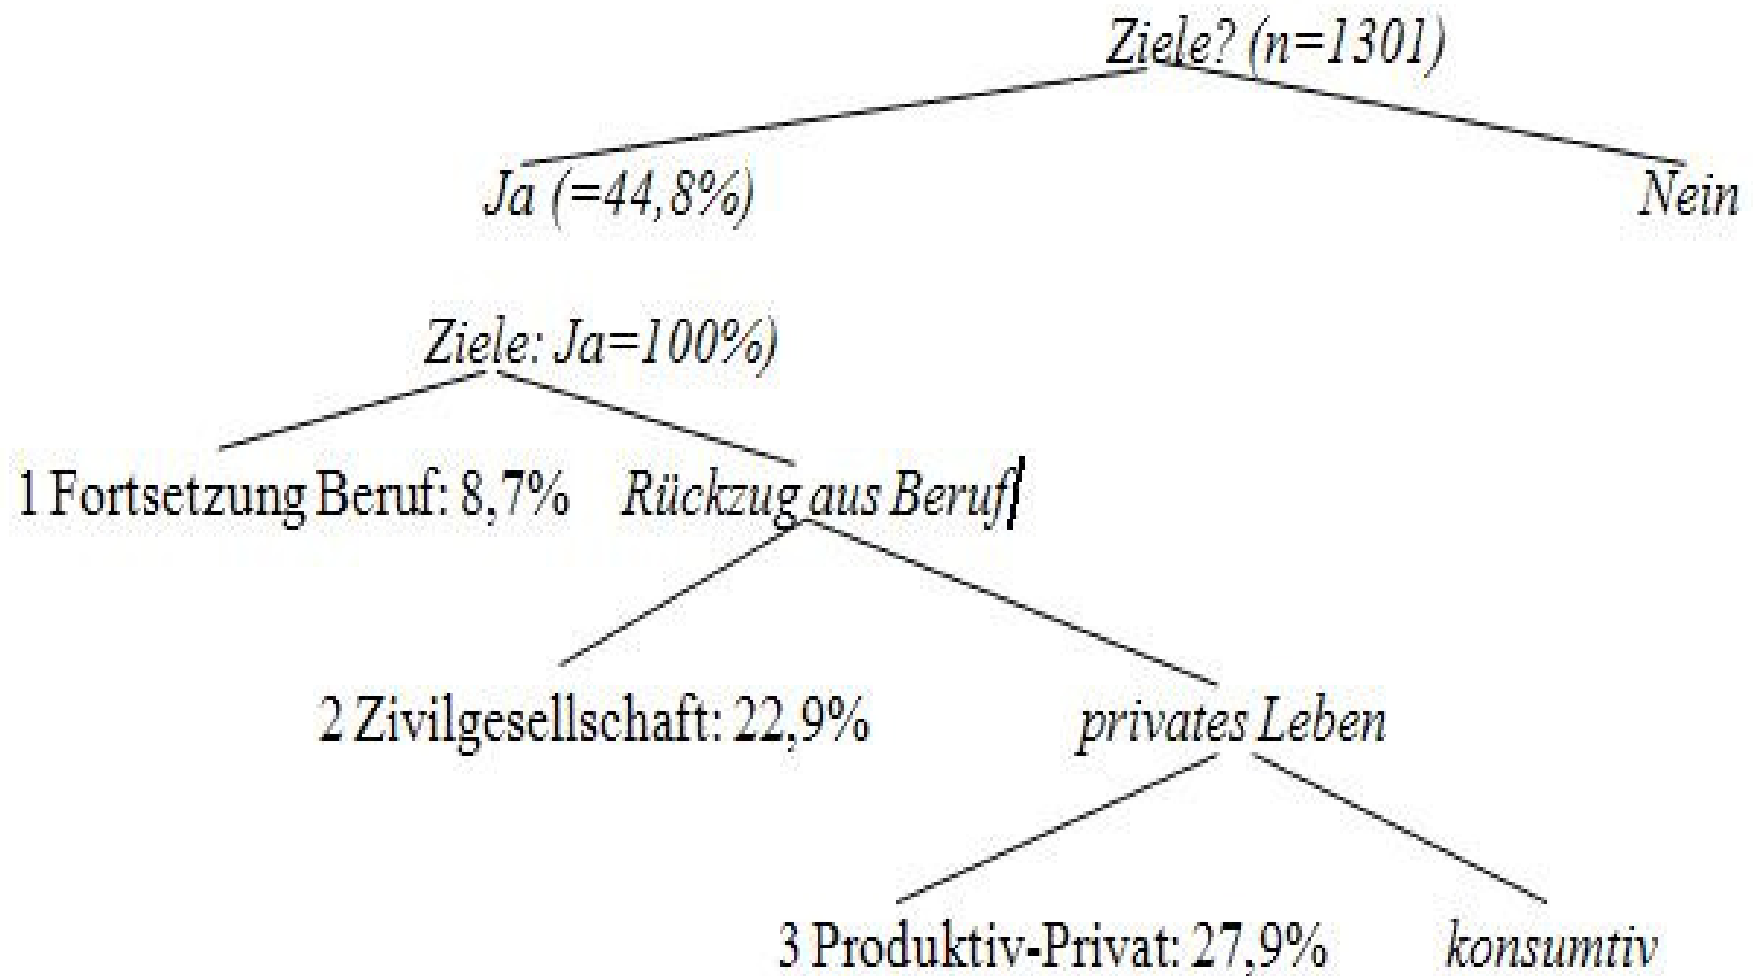 Ziele? (n=1301)
Ja (=44,8%)
Nein
Ziele: Ja=100%)
1 Fortsetzung Beruf: 8,7%
Rückzug aus Beruf
2 Zivilgesellschaft: 22,9%
privates Leben
3 Produktiv-Privat: 27,9%
konsumtiv